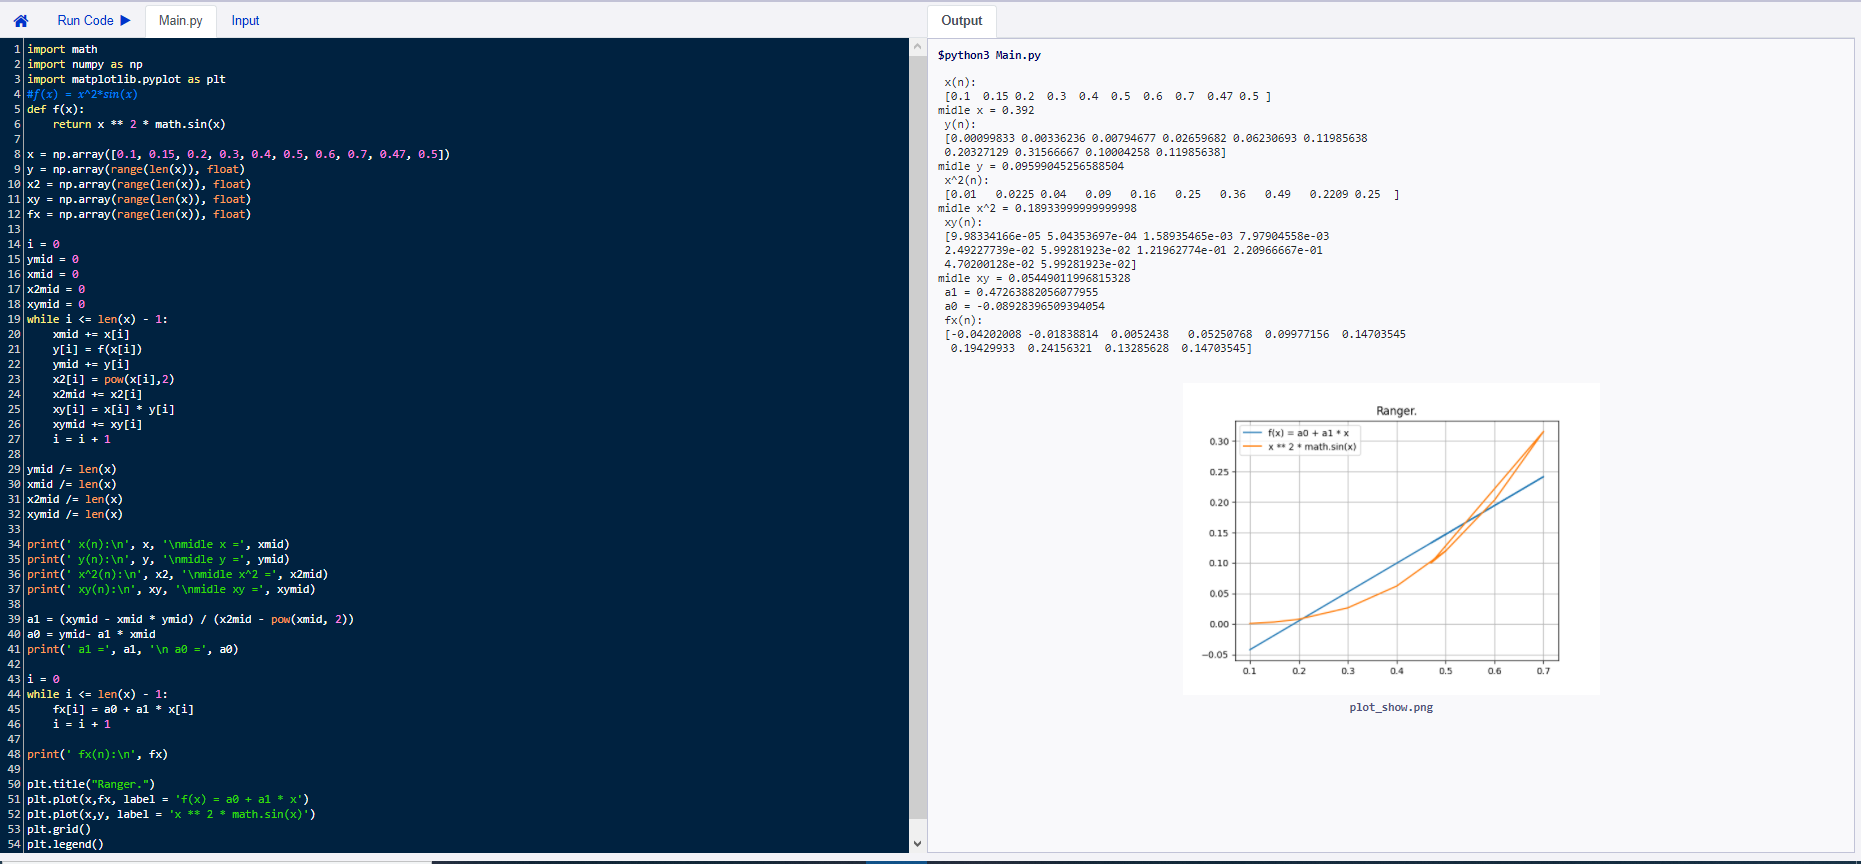 Run Code ▶ Main.py Input
1 import math
2 import numpy as np
3 import matplotlib.pyplot as plt
4 #f(x) = x^2*sin(x)
5 def f(x):
6     return x ** 2 * math.sin(x)
7
8 x = np.array([0.1, 0.15, 0.2, 0.3, 0.4, 0.5, 0.6, 0.7, 0.47, 0.5])
9 y = np.array(range(len(x)), float)
10 x2 = np.array(range(len(x)), float)
11 xy = np.array(range(len(x)), float)
12 fx = np.array(range(len(x)), float)
13
14 i = 0
15 ymid = 0
16 xmid = 0
17 x2mid = 0
18 xymid = 0
19 while i <= len(x) - 1:
20     xmid += x[i]
21     y[i] = f(x[i])
22     ymid += y[i]
23     x2[i] = pow(x[i],2)
24     x2mid += x2[i]
25     xy[i] = x[i] * y[i]
26     xymid += xy[i]
27     i = i + 1
28
29 ymid /= len(x)
30 xmid /= len(x)
31 x2mid /= len(x)
32 xymid /= len(x)
33
34 print(' x(n):\n', x, '\nmidle x =', xmid)
35 print(' y(n):\n', y, '\nmidle y =', ymid)
36 print(' x^2(n):\n', x2, '\nmidle x^2 =', x2mid)
37 print(' xy(n):\n', xy, '\nmidle xy =', xymid)
38
39 a1 = (xymid - xmid * ymid) / (x2mid - pow(xmid, 2))
40 a0 = ymid- a1 * xmid
41 print(' a1 =', a1, '\n a0 =', a0)
42
43 i = 0
44 while i <= len(x) - 1:
45     fx[i] = a0 + a1 * x[i]
46     i = i + 1
47
48 print(' fx(n):\n', fx)
49
50 plt.title("Ranger.")
51 plt.plot(x,fx, label = 'f(x) = a0 + a1 * x')
52 plt.plot(x,y, label = 'x ** 2 * math.sin(x)')
53 plt.grid()
54 plt.legend()
Output
$python3 Main.py
x(n):
[0.1  0.15 0.2  0.3  0.4  0.5  0.6  0.7  0.47 0.5 ]
midle x = 0.392
y(n):
[0.00099833 0.00336236 0.00794677 0.02659682 0.06230693 0.11985638
0.20327129 0.31566667 0.10004258 0.11985638]
midle y = 0.09599045256588504
x^2(n):
[0.01   0.0225 0.04   0.09   0.16   0.25   0.36   0.49   0.2209 0.25  ]
midle x^2 = 0.18933999999999998
xy(n):
[9.98334166e-05 5.04353697e-04 1.58935465e-03 7.97904558e-03
2.49227739e-02 5.99281923e-02 1.21962774e-01 2.20966667e-01
4.70200128e-02 5.99281923e-02]
midle xy = 0.05449011996815328
a1 = 0.47263882056077955
a0 = -0.08928396509394054
fx(n):
[-0.04202008 -0.01838814  0.0052438   0.05250768  0.09977156  0.14703545
0.19429933  0.24156321  0.13285628  0.14703545]
Ranger.
f(x) = a0 + a1 * x
x ** 2 * math.sin(x)
0.30
0.25
0.20
0.15
0.10
0.05
0.00
−0.05
0.1 0.2 0.3 0.4 0.5 0.6 0.7
plot_show.png